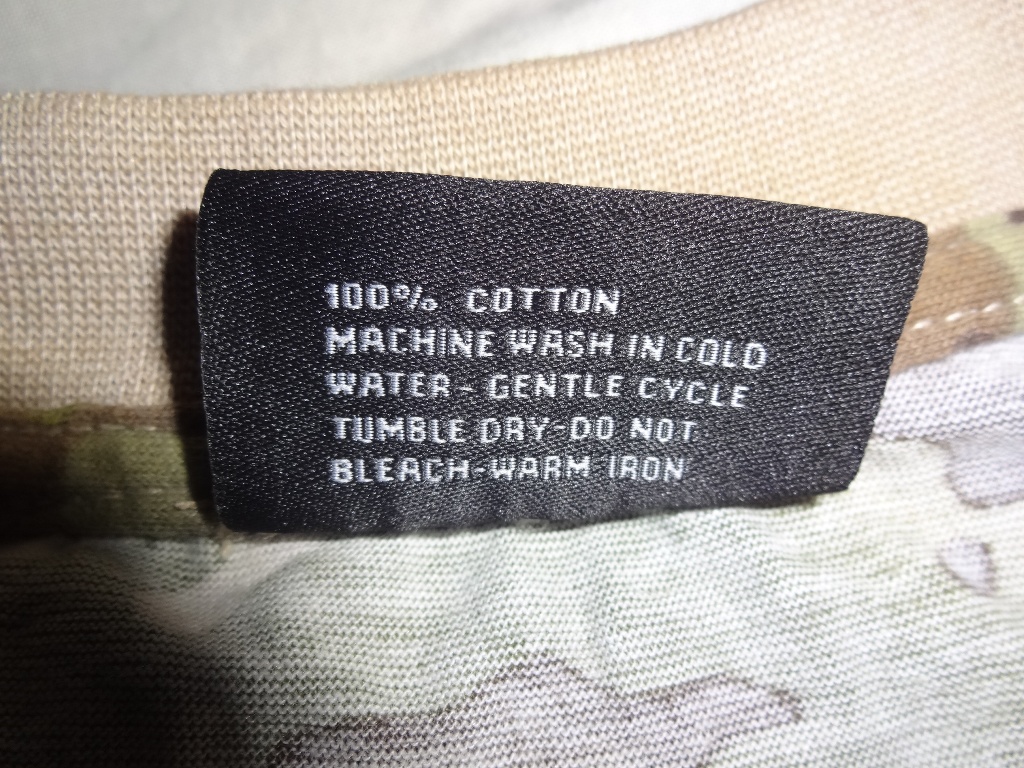 100% COTTON
MACHINE WASH IN COLD
WATER - GENTLE CYCLE
TUMBLE DRY-DO NOT
BLEACH-WARM IRON